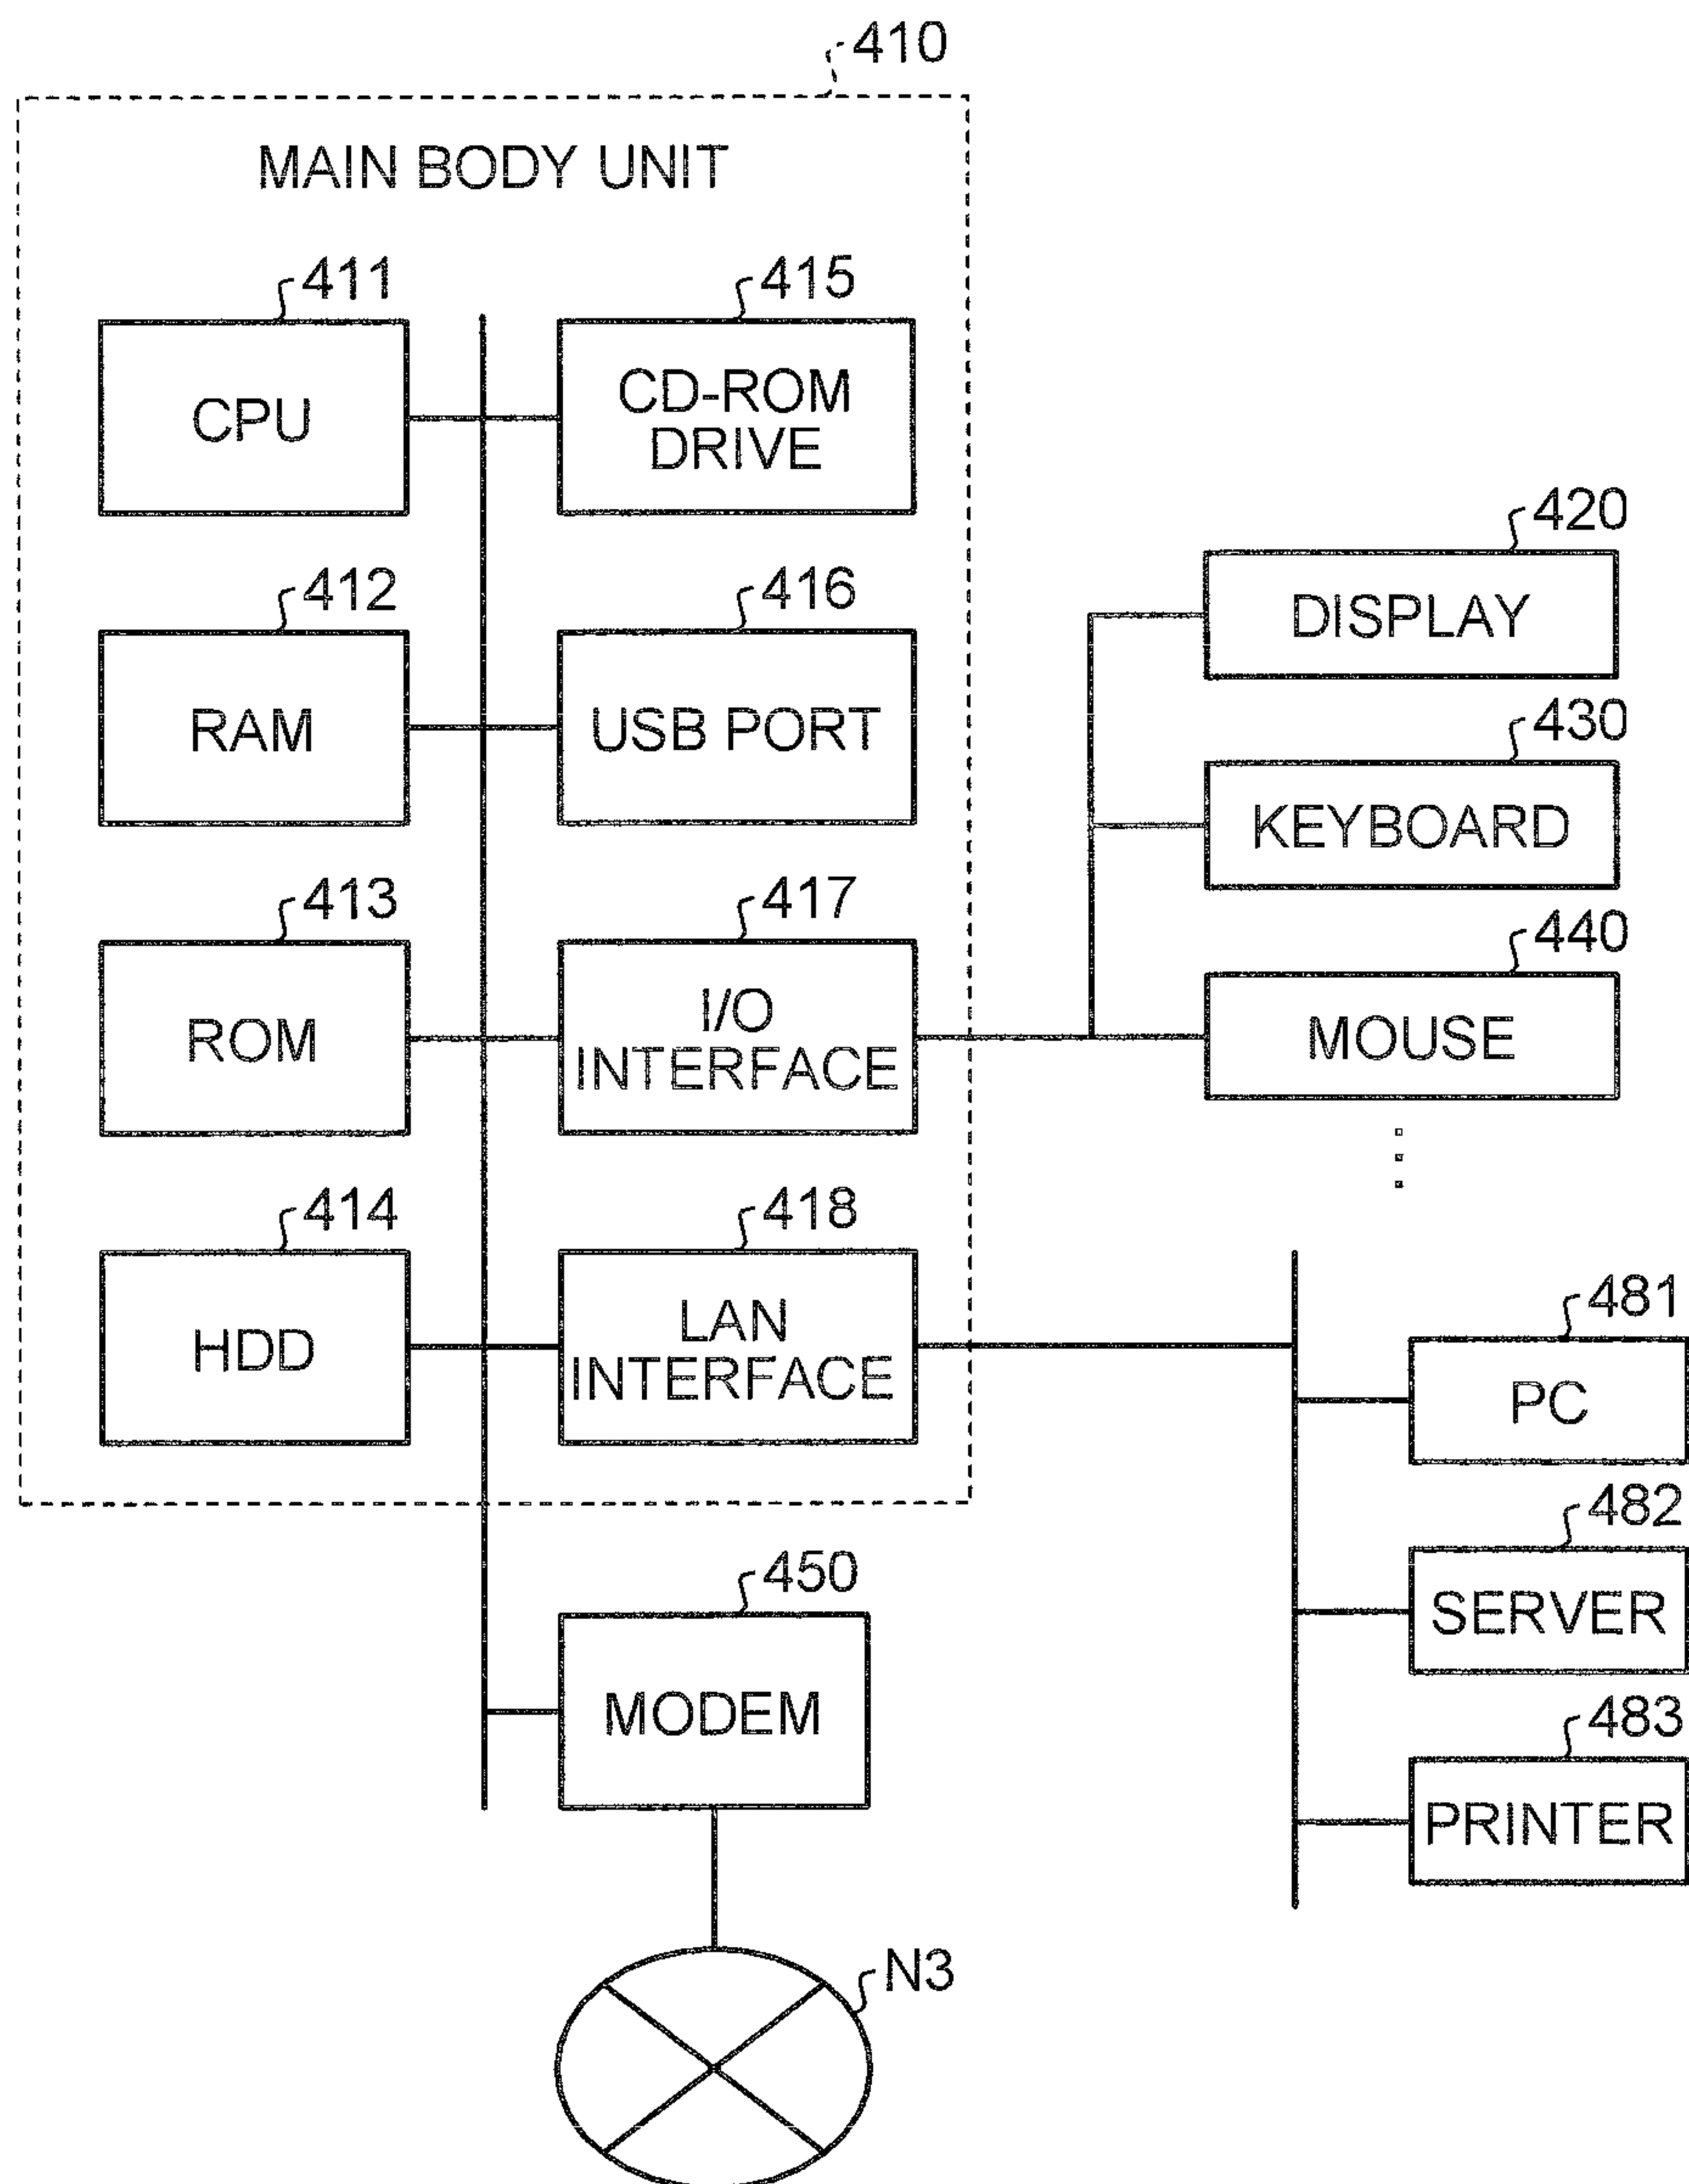 410
MAIN BODY UNIT
411
CPU
415
CD-ROM
DRIVE
412
RAM
416
USB PORT
413
ROM
417
I/O
INTERFACE
414
HDD
418
LAN
INTERFACE
420
DISPLAY
430
KEYBOARD
440
MOUSE
481
PC
482
SERVER
483
PRINTER
450
MODEM
N3